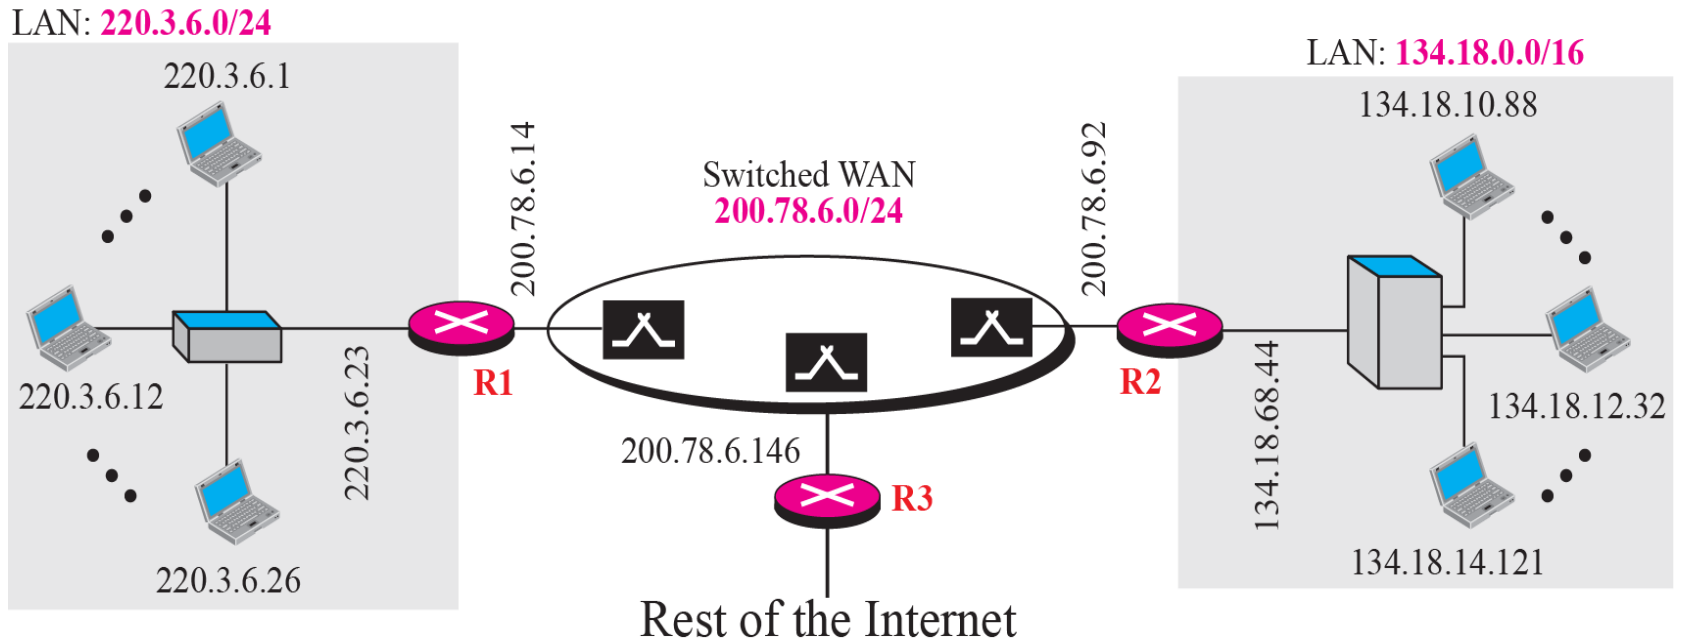 LAN: 220.3.6.0/24
220.3.6.1
220.3.6.12
220.3.6.26
220.3.6.23
R1
200.78.6.14
Switched WAN
200.78.6.0/24
200.78.6.92
R2
200.78.6.146
R3
Rest of the Internet
LAN: 134.18.0.0/16
134.18.10.88
134.18.68.44
134.18.12.32
134.18.14.121